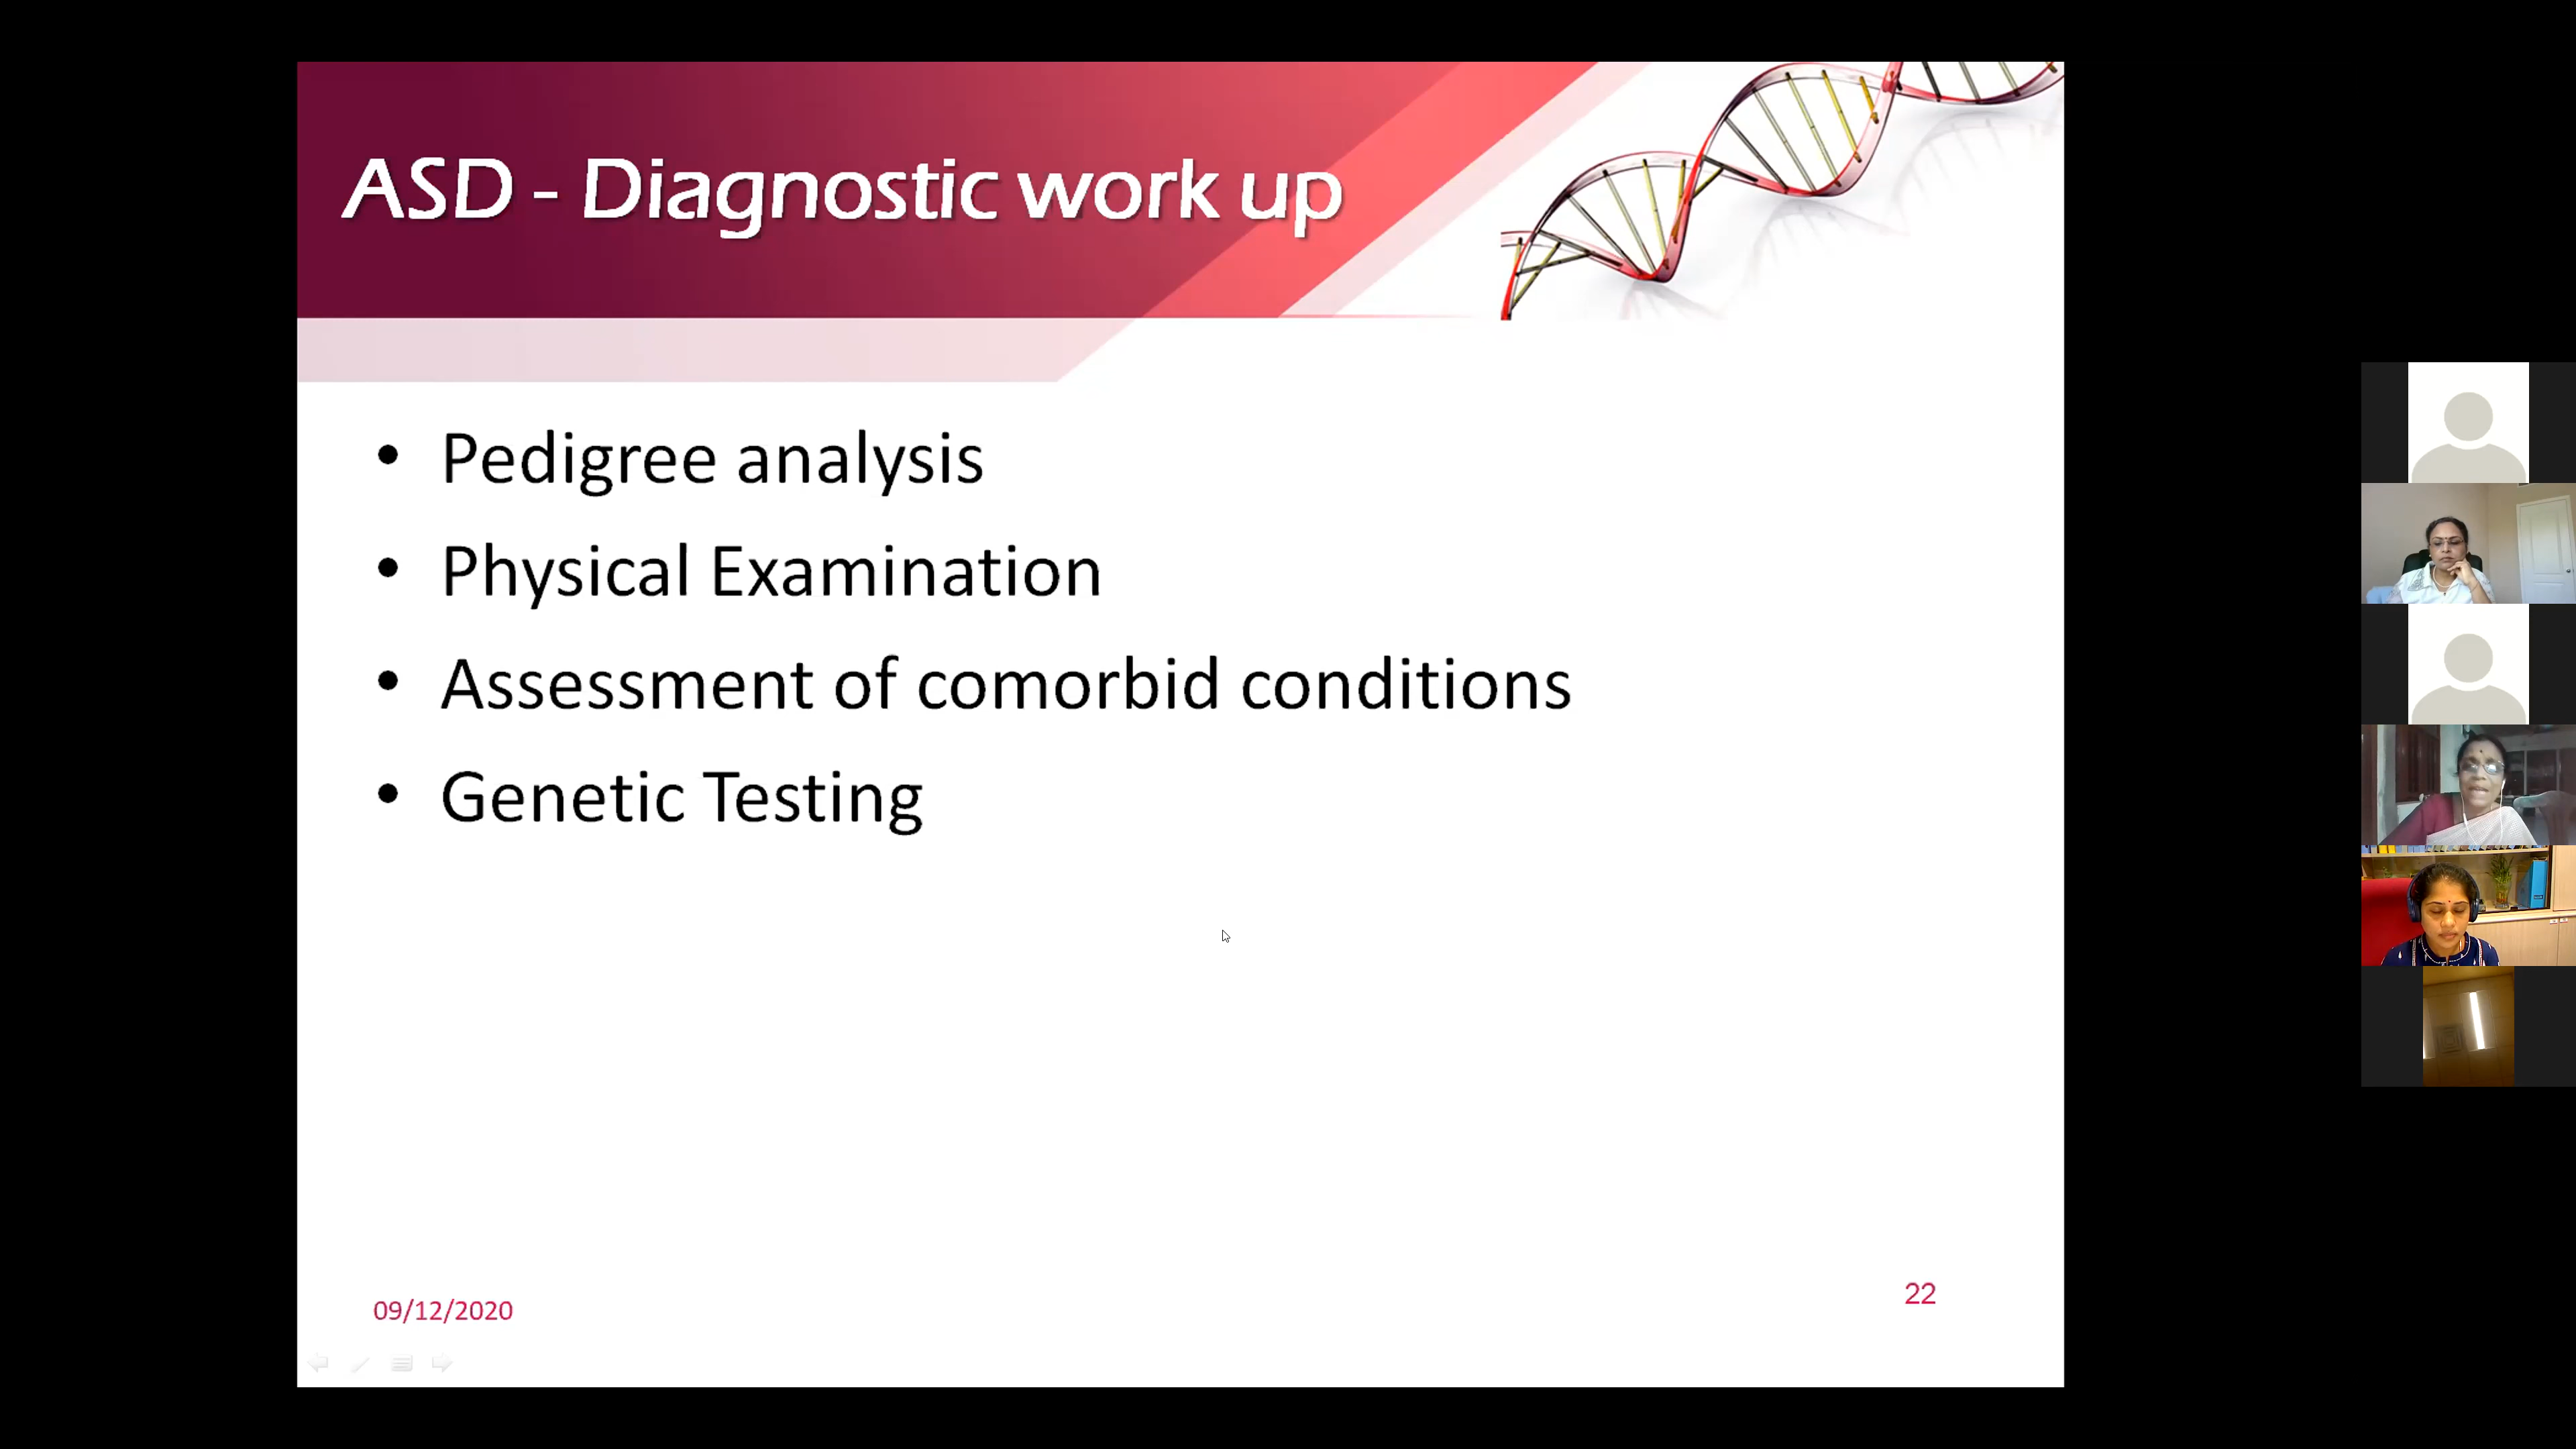 ASD - Diagnostic work up
• Pedigree analysis
• Physical Examination
• Assessment of comorbid conditions
• Genetic Testing
09/12/2020
22